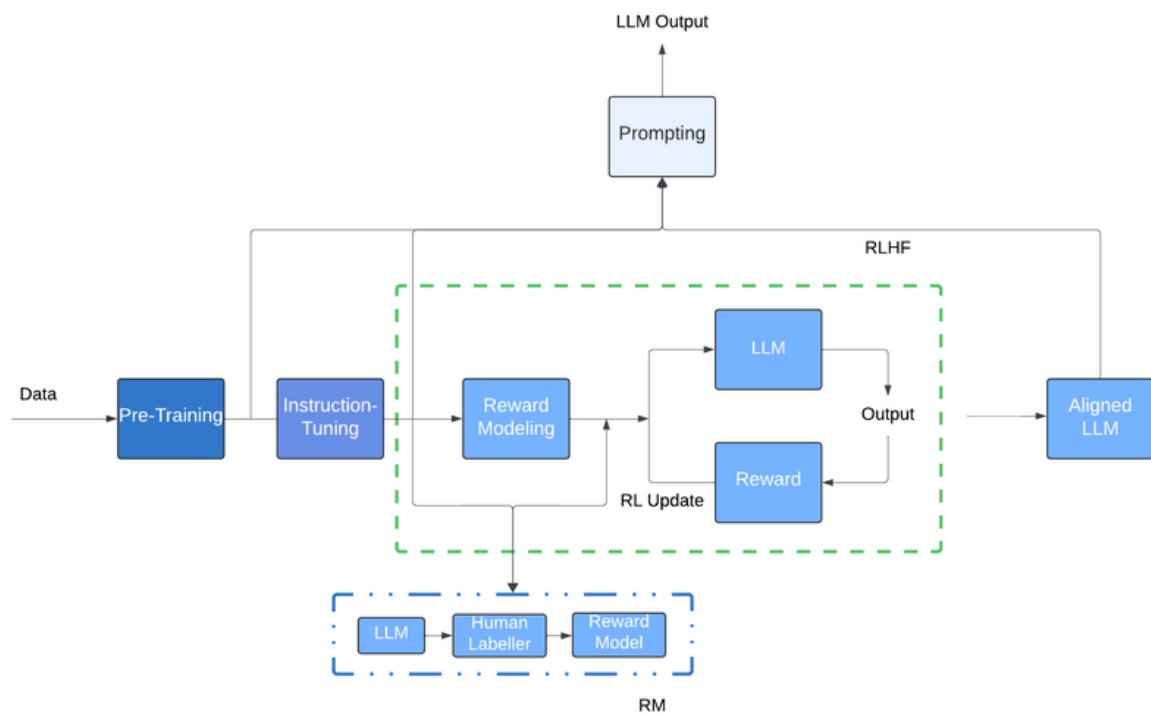 LLM Output
Prompting
RLHF
Data
Pre-Training
Instruction-
Tuning
Reward
Modeling
LLM
Output
Reward
RL Update
Aligned
LLM
LLM
Human
Labeller
Reward
Model
RM